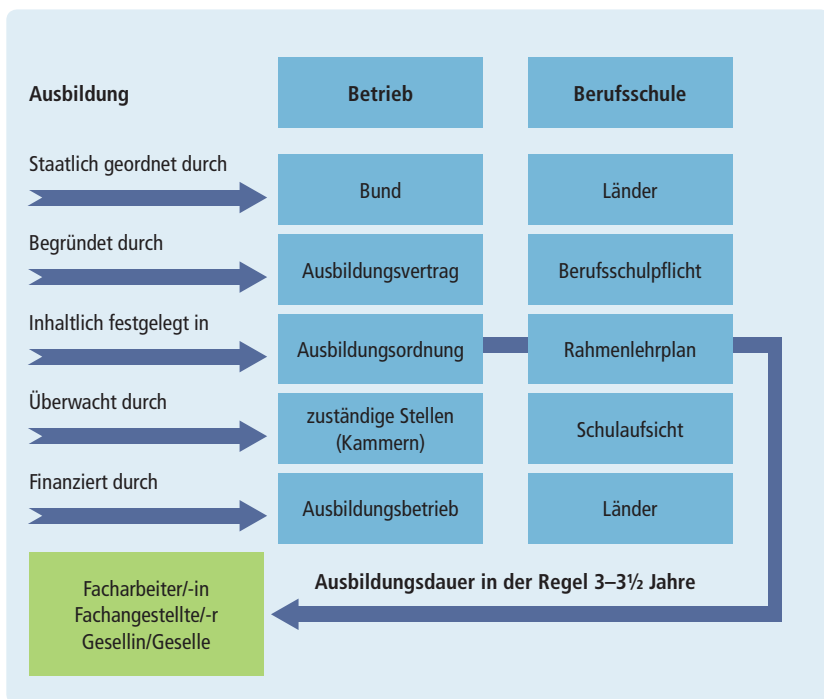 Ausbildung
Betrieb
Berufsschule
Staatlich geordnet durch
Bund
Länder
Begründet durch
Ausbildungsvertrag
Berufsschulpflicht
Inhaltlich festgelegt in
Ausbildungsordnung
Rahmenlehrplan
Überwacht durch
zuständige Stellen
(Kammern)
Schulaufsicht
Finanziert durch
Ausbildungsbetrieb
Länder
Facharbeiter/-in
Fachangestellte/-r
Gesellin/Geselle
Ausbildungsdauer in der Regel 3–3½ Jahre